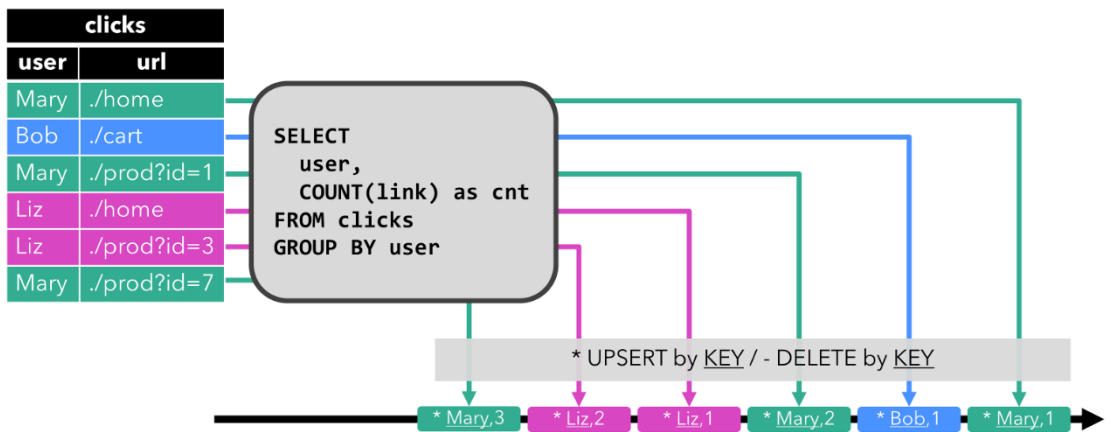 clicks
user url
Mary ./home
Bob ./cart
Mary ./prod?id=1
Liz ./home
Liz ./prod?id=3
Mary ./prod?id=7
SELECT
user,
COUNT(link) as cnt
FROM clicks
GROUP BY user
* UPSERT by KEY / - DELETE by KEY
* Mary,3 * Liz,2 * Liz,1 * Mary,2 * Bob,1 * Mary,1